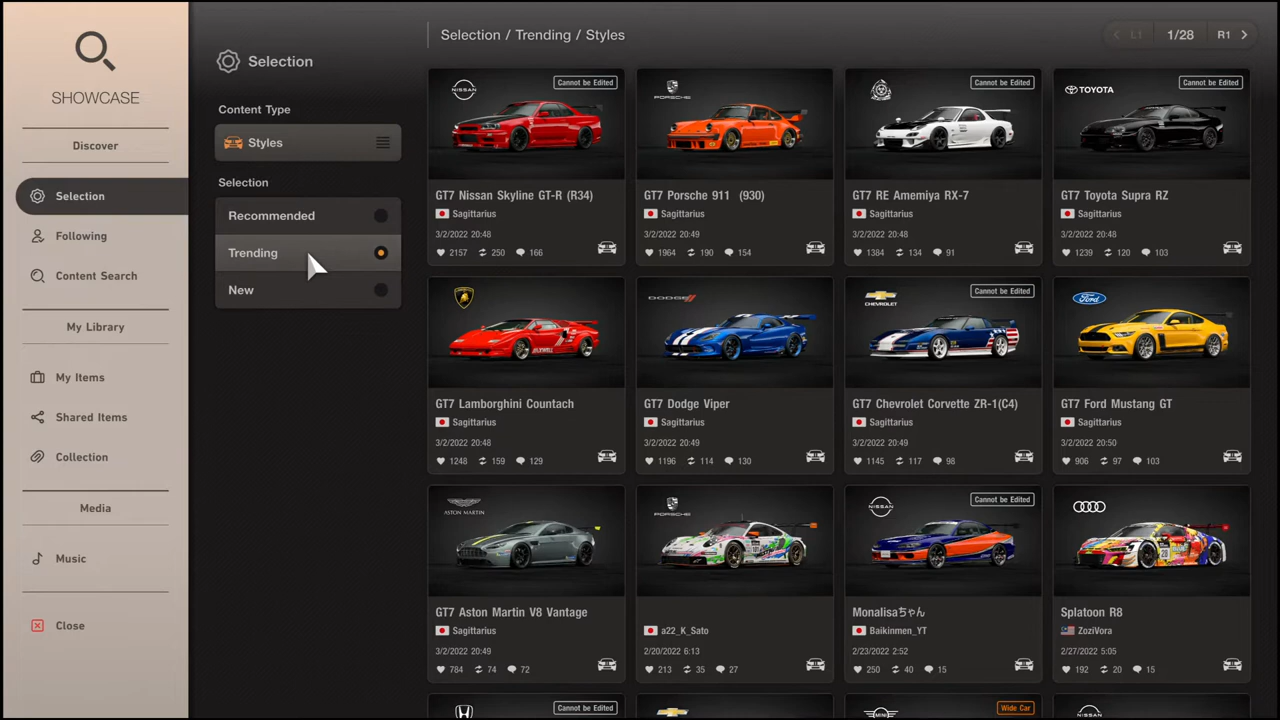 SHOWCASE
Discover
Selection
Following
Content Search
My Library
My Items
Shared Items
Collection
Media
Music
Close
Selection
Content Type
Styles
Selection
Recommended
Trending
New
Selection / Trending / Styles
L1 1/28 R1
NISSAN
Cannot be Edited
GT7 Nissan Skyline GT-R (R34)
Sagittarius
3/2/2022 20:48
2157 250 166
PORSCHE
GT7 Porsche 911 (930)
Sagittarius
3/2/2022 20:49
1964 190 154
Cannot be Edited
GT7 RE Amemiya RX-7
Sagittarius
3/2/2022 20:48
1384 134 91
TOYOTA
Cannot be Edited
GT7 Toyota Supra RZ
Sagittarius
3/2/2022 20:48
1239 120 103
GT7 Lamborghini Countach
Sagittarius
3/2/2022 20:48
1248 159 129
DODGE
GT7 Dodge Viper
Sagittarius
3/2/2022 20:49
1196 114 130
CHEVROLET
Cannot be Edited
GT7 Chevrolet Corvette ZR-1(C4)
Sagittarius
3/2/2022 20:49
1145 117 98
Ford
GT7 Ford Mustang GT
Sagittarius
3/2/2022 20:50
906 97 103
ASTON MARTIN
GT7 Aston Martin V8 Vantage
Sagittarius
3/2/2022 20:49
784 74 72
PORSCHE
a22_K_Sato
2/20/2022 6:13
213 35 27
NISSAN
Cannot be Edited
Monalisaちゃん
Baikinmen_YT
2/23/2022 2:52
250 40 15
Splatoon R8
ZoziVora
2/27/2022 5:05
192 20 15
Cannot be Edited
Wide Car